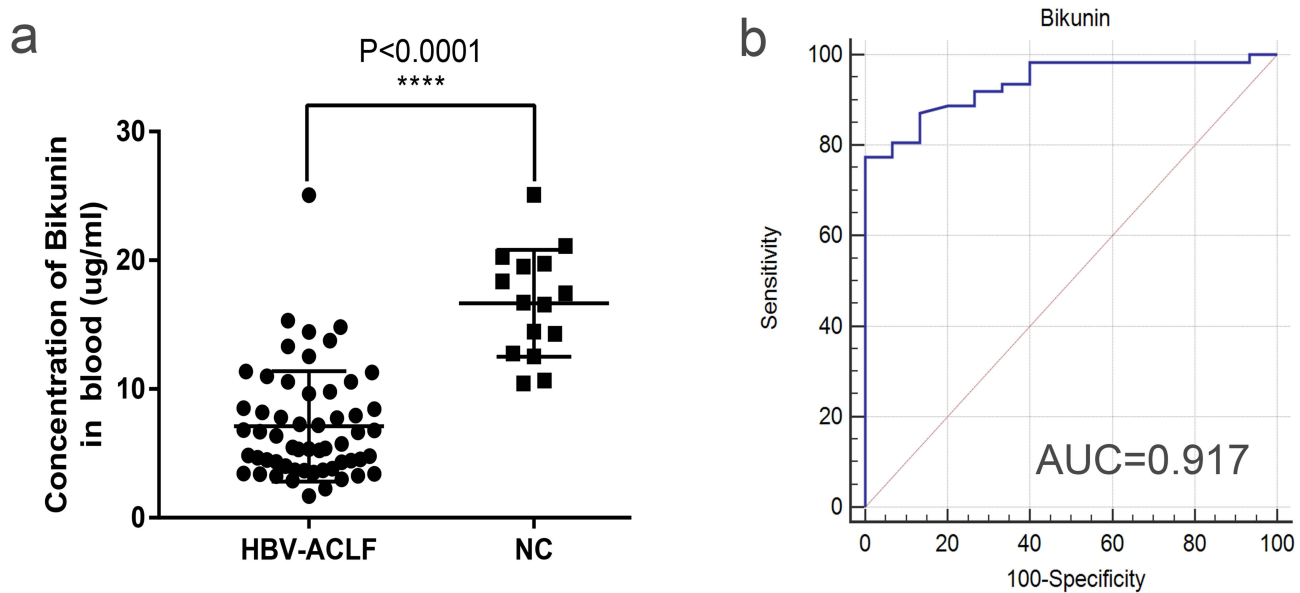 a
P<0.0001
****
Concentration of Bikunin
in blood (ug/ml)
30
20
10
0
HBV-ACLF
NC
b
Bikunin
Sensitivity
100
80
60
40
20
0
AUC=0.917
0 20 40 60 80 100
100-Specificity